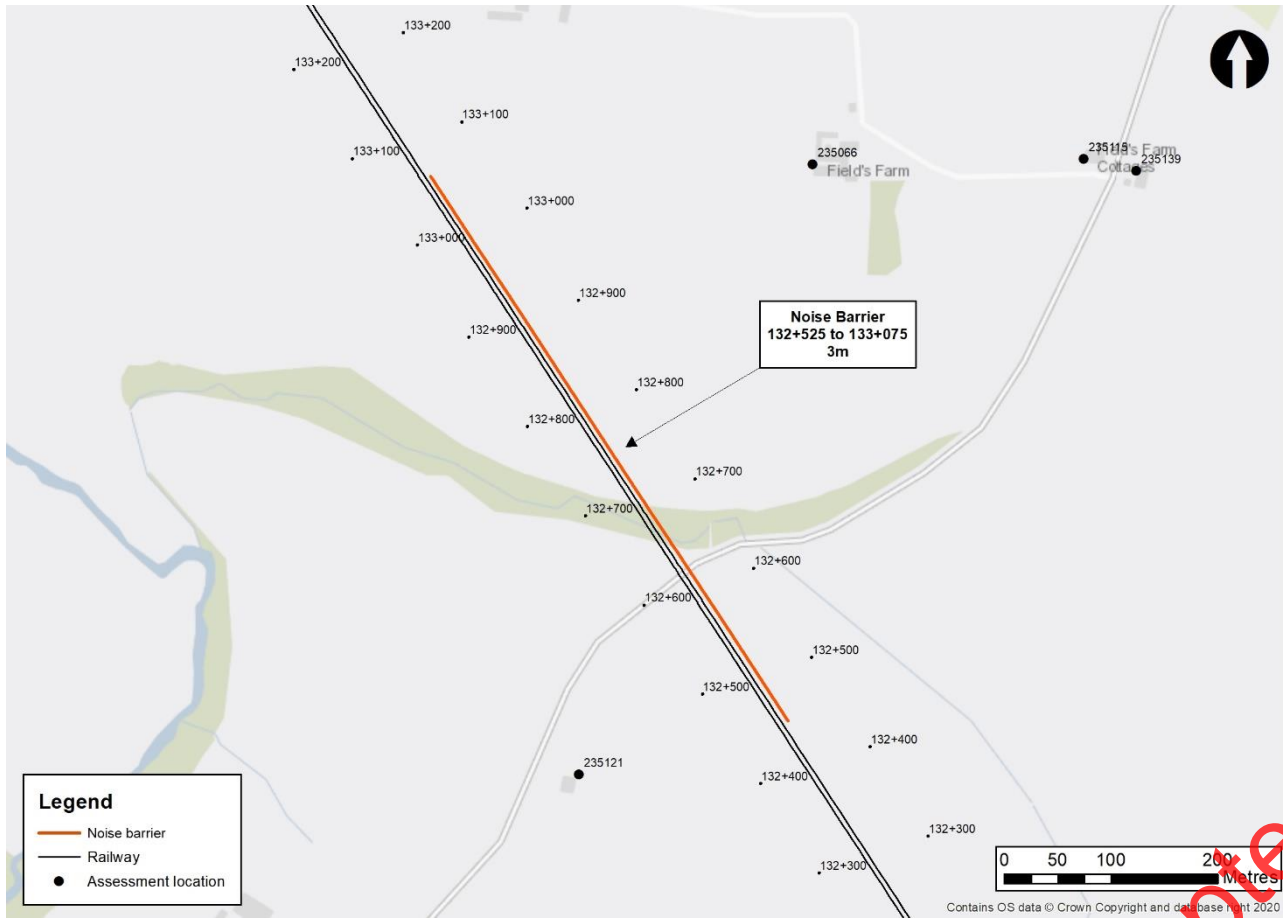 133+200
133+200
133+100
133+100
235066
Field's Farm
235115
Cottages
235139
133+000
133+000
132+900
132+900
Noise Barrier
132+525 to 133+075
3m
132+800
132+800
132+700
132+700
132+600
132+600
132+500
132+500
235121
132+400
132+400
132+300
132+300
Legend
Noise barrier
Railway
Assessment location
0 50 100 200
Metres
Contains OS data © Crown Copyright and database right 2020